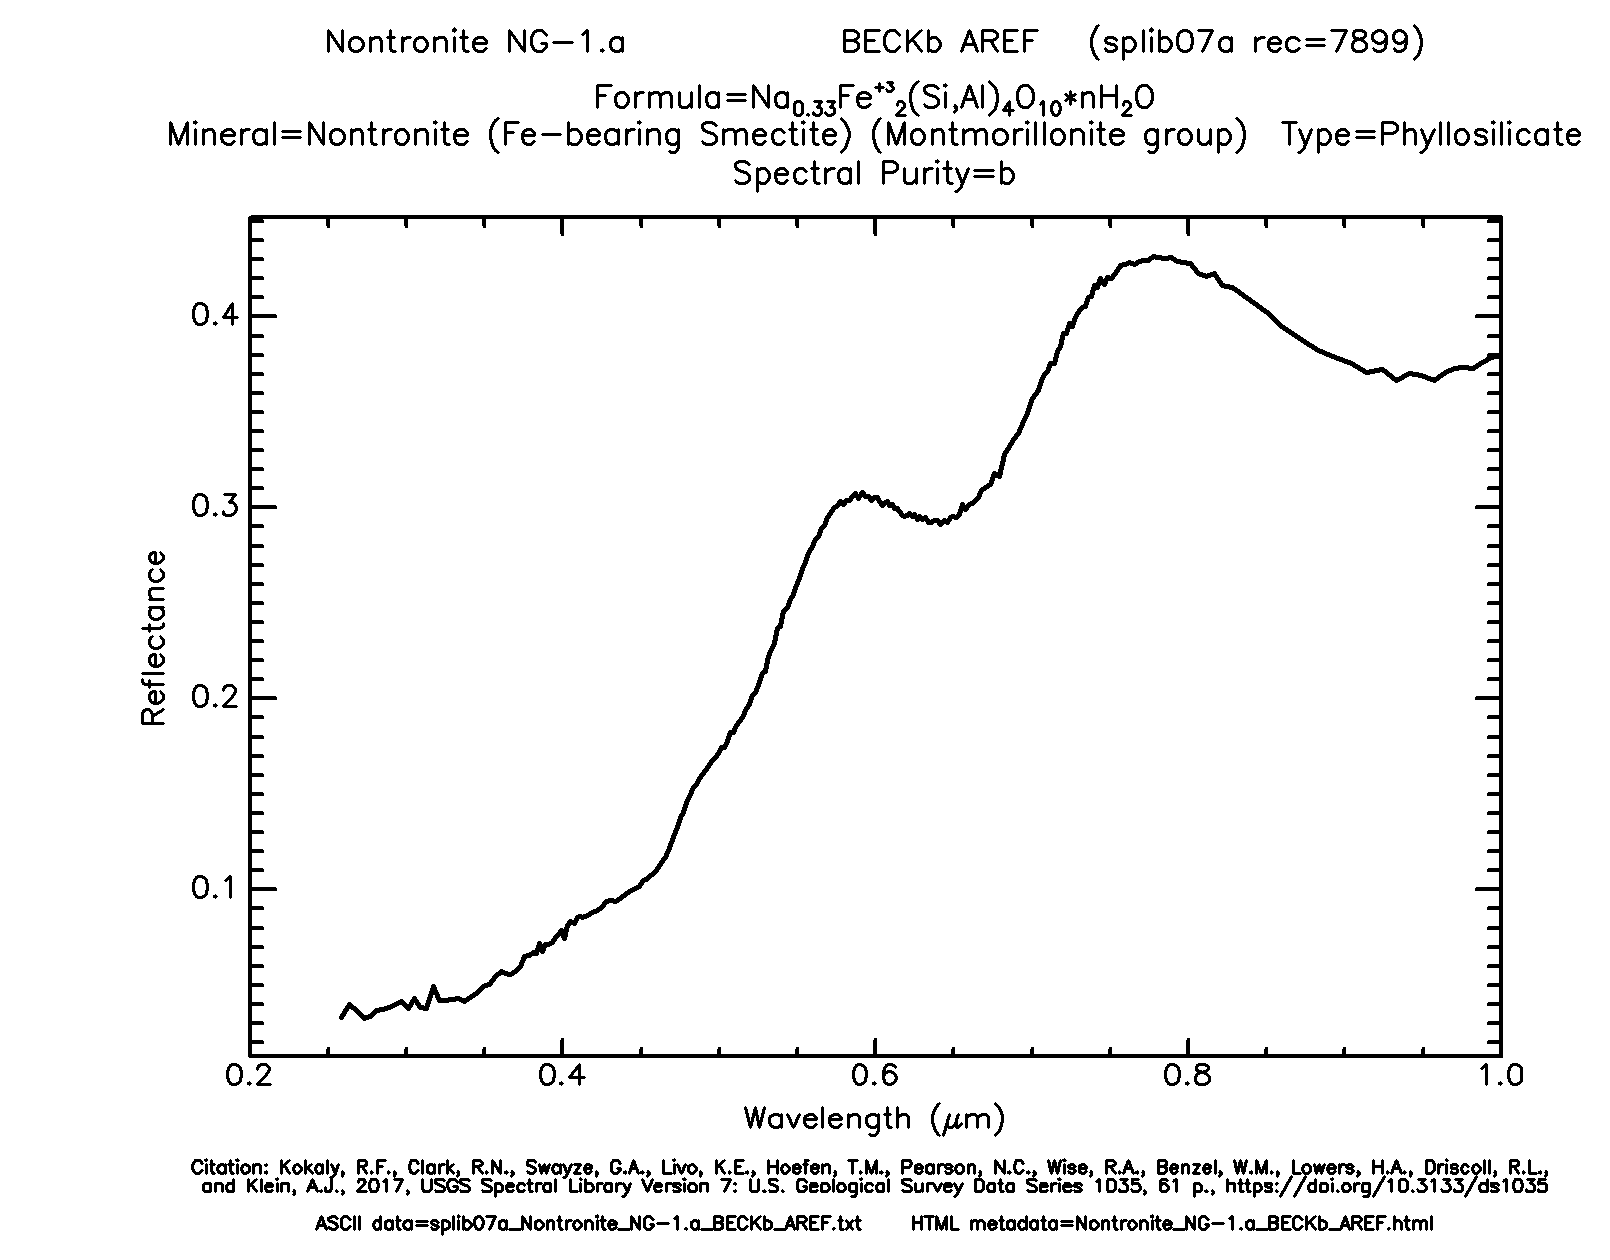 Nontronite NG-1.a BECKb AREF (splib07a rec=7899)
Formula=Na0.33Fe+32(Si,Al)4O10*nH2O
Mineral=Nontronite (Fe-bearing Smectite) (Montmorillonite group) Type=Phyllosilicate
Spectral Purity=b
0.4
0.3
0.2
0.1
Reflectance
0.2 0.4 0.6 0.8 1.0
Wavelength (μm)
Citation: Kokaly, R.F., Clark, R.N., Swayze, G.A., Livo, K.E., Hoefen, T.M., Pearson, N.C., Wise, R.A., Benzel, W.M., Lowers, H.A., Driscoll, R.L.,
and Klein, A.J., 2017, USGS Spectral Library Version 7: U.S. Geological Survey Data Series 1035, 61 p., https://doi.org/10.3133/ds1035
ASCII data=splib07a_Nontronite_NG-1.a_BECKb_AREF.txt HTML metadata=Nontronite_NG-1.a_BECKb_AREF.html